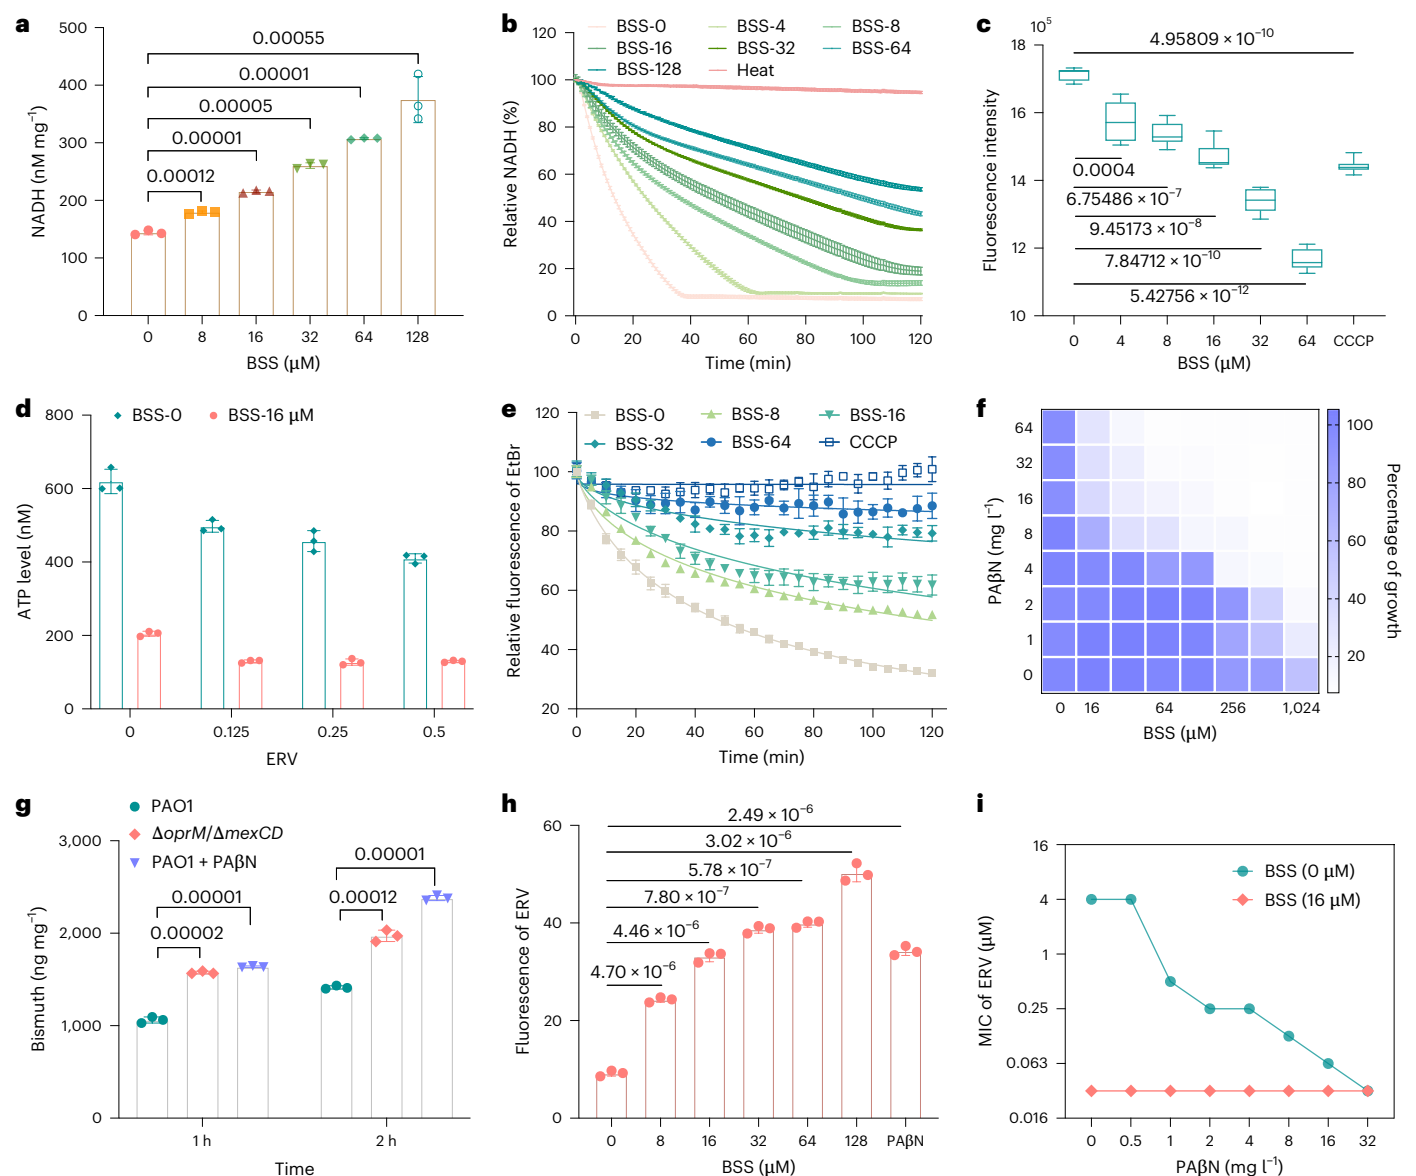 a
500
400
300
200
100
0
NADH (nM mg⁻¹)
0.00055
0.00001
0.00005
0.00001
0.00012
0 8 16 32 64 128
BSS (μM)
b
BSS-0 BSS-4 BSS-8
BSS-16 BSS-32 BSS-64
BSS-128 Heat
120
100
80
60
40
20
0
Relative NADH (%)
0 20 40 60 80 100 120
Time (min)
c
10⁵
18
16
14
12
10
Fluorescence intensity
4.95809 × 10⁻¹⁰
0.0004
6.75486 × 10⁻⁷
9.45173 × 10⁻⁸
7.84712 × 10⁻¹⁰
5.42756 × 10⁻¹²
0 4 8 16 32 64 CCCP
BSS (μM)
d
BSS-0 BSS-16 μM
800
600
400
200
0
ATP level (nM)
0 0.125 0.25 0.5
ERV
e
BSS-0 BSS-8 BSS-16
BSS-32 BSS-64 CCCP
120
100
80
60
40
20
Relative fluorescence of EtBr
0 20 40 60 80 100 120
Time (min)
f
64
32
16
8
4
2
1
0
PAβN (mg l⁻¹)
0 16 64 256 1,024
BSS (μM)
100
80
60
40
20
Percentage of growth
g
PAO1
ΔoprM/ΔmexCD
PAO1 + PAβN
3,000
2,000
1,000
0
Bismuth (ng mg⁻¹)
0.00001
0.00002
0.00001
0.00012
1 h 2 h
Time
h
60
40
20
0
Fluorescence of ERV
2.49 × 10⁻⁶
3.02 × 10⁻⁶
5.78 × 10⁻⁷
7.80 × 10⁻⁷
4.46 × 10⁻⁶
4.70 × 10⁻⁶
0 8 16 32 64 128 PAβN
BSS (μM)
i
16
4
1
0.25
0.063
0.016
MIC of ERV (μM)
BSS (0 μM)
BSS (16 μM)
0 0.5 1 2 4 8 16 32
PAβN (mg l⁻¹)